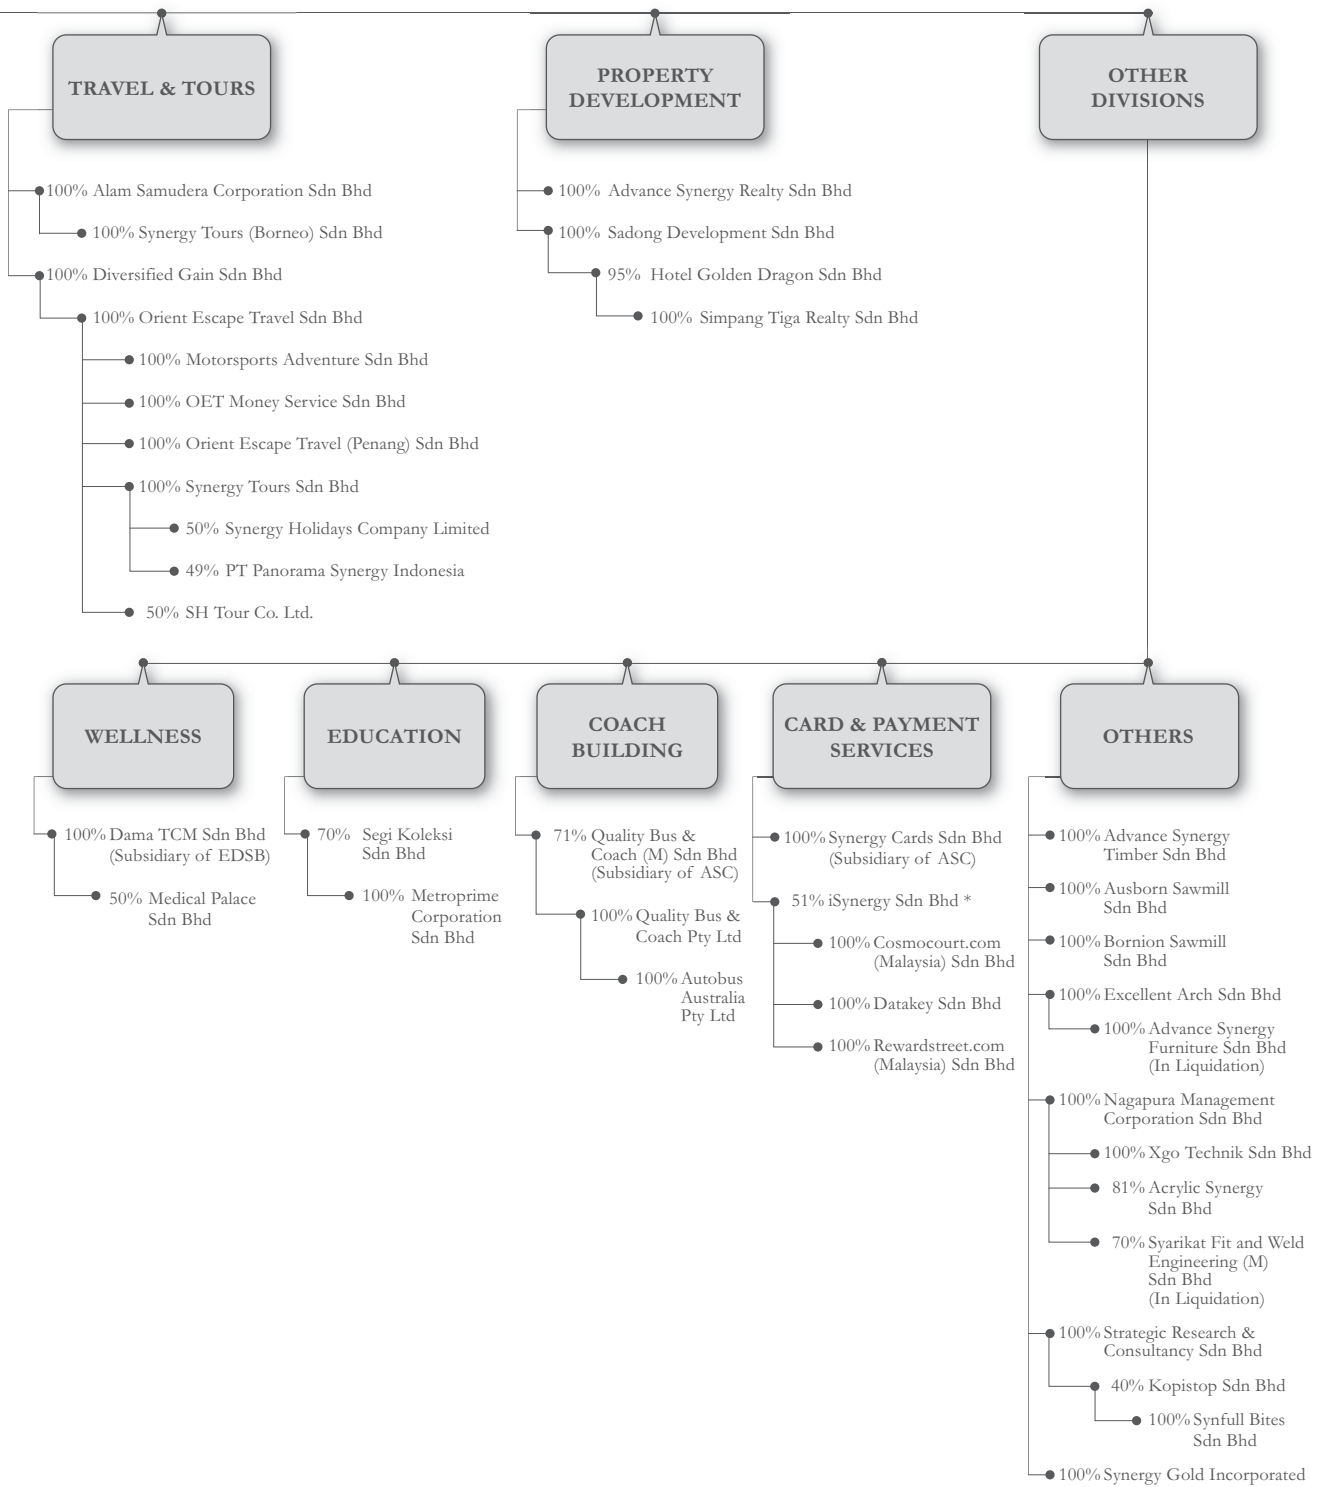 TRAVEL & TOURS
100% Alam Samudera Corporation Sdn Bhd
100% Synergy Tours (Borneo) Sdn Bhd
100% Diversified Gain Sdn Bhd
100% Orient Escape Travel Sdn Bhd
100% Motorsports Adventure Sdn Bhd
100% OET Money Service Sdn Bhd
100% Orient Escape Travel (Penang) Sdn Bhd
100% Synergy Tours Sdn Bhd
50% Synergy Holidays Company Limited
49% PT Panorama Synergy Indonesia
50% SH Tour Co. Ltd.
PROPERTY
DEVELOPMENT
100% Advance Synergy Realty Sdn Bhd
100% Sadong Development Sdn Bhd
95% Hotel Golden Dragon Sdn Bhd
100% Simpang Tiga Realty Sdn Bhd
OTHER
DIVISIONS
WELLNESS
100% Dama TCM Sdn Bhd
(Subsidiary of EDSB)
50% Medical Palace
Sdn Bhd
EDUCATION
70% Segi Koleksi
Sdn Bhd
100% Metroprime
Corporation
Sdn Bhd
COACH
BUILDING
71% Quality Bus &
Coach (M) Sdn Bhd
(Subsidiary of ASC)
100% Quality Bus &
Coach Pty Ltd
100% Autobus
Australia
Pty Ltd
CARD & PAYMENT
SERVICES
100% Synergy Cards Sdn Bhd
(Subsidiary of ASC)
51% iSynergy Sdn Bhd *
100% Cosmocourt.com
(Malaysia) Sdn Bhd
100% Datakey Sdn Bhd
100% Rewardstreet.com
(Malaysia) Sdn Bhd
OTHERS
100% Advance Synergy
Timber Sdn Bhd
100% Ausborn Sawmill
Sdn Bhd
100% Bornion Sawmill
Sdn Bhd
100% Excellent Arch Sdn Bhd
100% Advance Synergy
Furniture Sdn Bhd
(In Liquidation)
100% Nagapura Management
Corporation Sdn Bhd
100% Xgo Technik Sdn Bhd
81% Acrylic Synergy
Sdn Bhd
70% Syarikat Fit and Weld
Engineering (M)
Sdn Bhd
(In Liquidation)
100% Strategic Research &
Consultancy Sdn Bhd
40% Kopistop Sdn Bhd
100% Synfull Bites
Sdn Bhd
100% Synergy Gold Incorporated